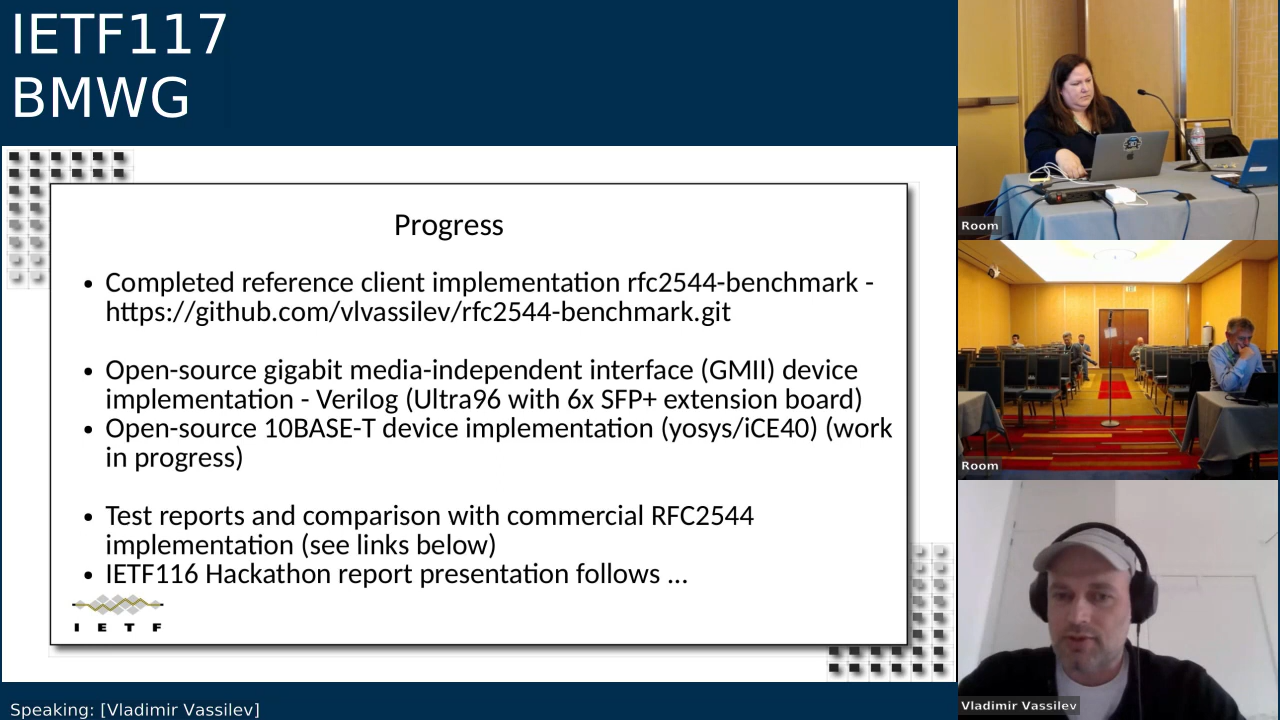 IETF117
BMWG
Progress
• Completed reference client implementation rfc2544-benchmark -
https://github.com/vlvassilev/rfc2544-benchmark.git
• Open-source gigabit media-independent interface (GMII) device
implementation - Verilog (Ultra96 with 6x SFP+ extension board)
• Open-source 10BASE-T device implementation (yosys/iCE40) (work
in progress)
• Test reports and comparison with commercial RFC2544
implementation (see links below)
• IETF116 Hackathon report presentation follows ...
I E T F
Room
Room
Vladimir Vassilev
Speaking: [Vladimir Vassilev]